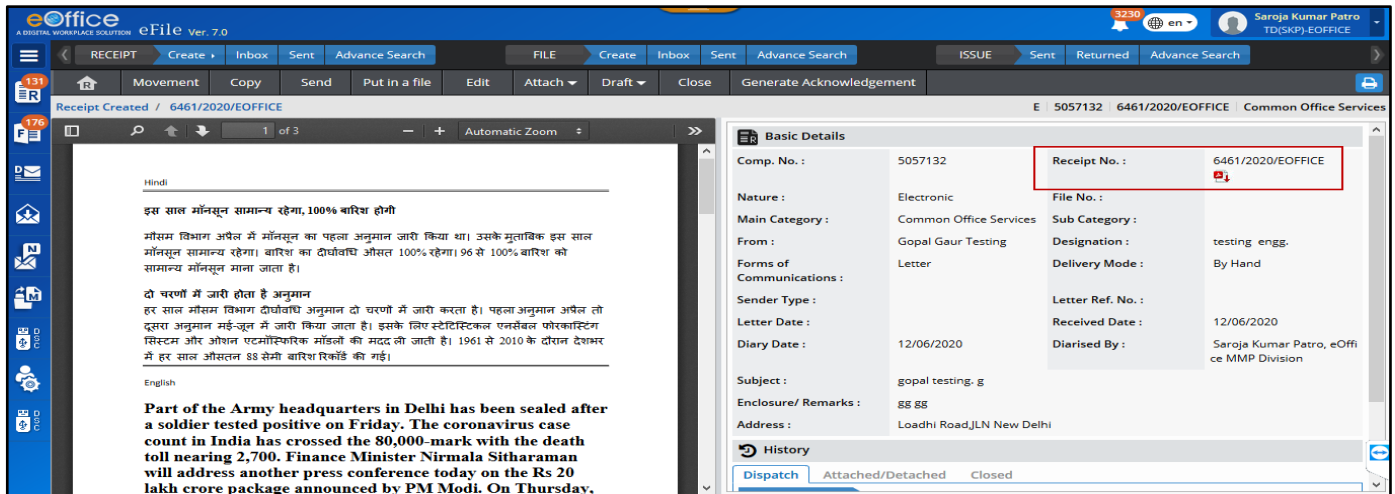 eOffice
A DIGITAL WORKPLACE SOLUTION eFile Ver. 7.0
3230 en
Saroja Kumar Patro
TD(SKP)-EOFFICE
RECEIPT Create Inbox Sent Advance Search FILE Create Inbox Sent Advance Search ISSUE Sent Returned Advance Search
131
R Movement Copy Send Put in a file Edit Attach Draft Close Generate Acknowledgement
Receipt Created / 6461/2020/EOFFICE
E 5057132 6461/2020/EOFFICE Common Office Services
176
1 of 3 Automatic Zoom
DSC
DSC
Hindi
इस साल मॉनसून सामान्य रहेगा, 100% बारिश होगी
मौसम विभाग अप्रैल में मॉनसून का पहला अनुमान जारी किया था। उसके मुताबिक इस साल
मॉनसून सामान्य रहेगा। बारिश का दीर्घावधि औसत 100% रहेगा। 96 से 100% बारिश को
सामान्य मॉनसून माना जाता है।
दो चरणों में जारी होता है अनुमान
हर साल मौसम विभाग दीर्घावधि अनुमान दो चरणों में जारी करता है। पहला अनुमान अप्रैल तो
दूसरा अनुमान मई-जून में जारी किया जाता है। इसके लिए स्टेटिस्टिकल एनसेंबल फोरकास्टिंग
सिस्टम और ओशन एटमॉस्फिरिक मॉडलों की मदद ली जाती है। 1961 से 2010 के दौरान देशभर
में हर साल औसतन 88 सेमी बारिश रिकॉर्ड की गई।
English
Part of the Army headquarters in Delhi has been sealed after
a soldier tested positive on Friday. The coronavirus case
count in India has crossed the 80,000-mark with the death
toll nearing 2,700. Finance Minister Nirmala Sitharaman
will address another press conference today on the Rs 20
lakh crore package announced by PM Modi. On Thursday,
Basic Details
Comp. No. : 5057132 Receipt No. : 6461/2020/EOFFICE
Nature : Electronic File No. :
Main Category : Common Office Services Sub Category :
From : Gopal Gaur Testing Designation : testing engg.
Forms of
Communications : Letter Delivery Mode : By Hand
Sender Type : Letter Ref. No. :
Letter Date : Received Date : 12/06/2020
Diary Date : 12/06/2020 Diarised By : Saroja Kumar Patro, eOffi
ce MMP Division
Subject : gopal testing. g
Enclosure/ Remarks : gg gg
Address : Loadhi Road,JLN New Delhi
History
Dispatch Attached/Detached Closed